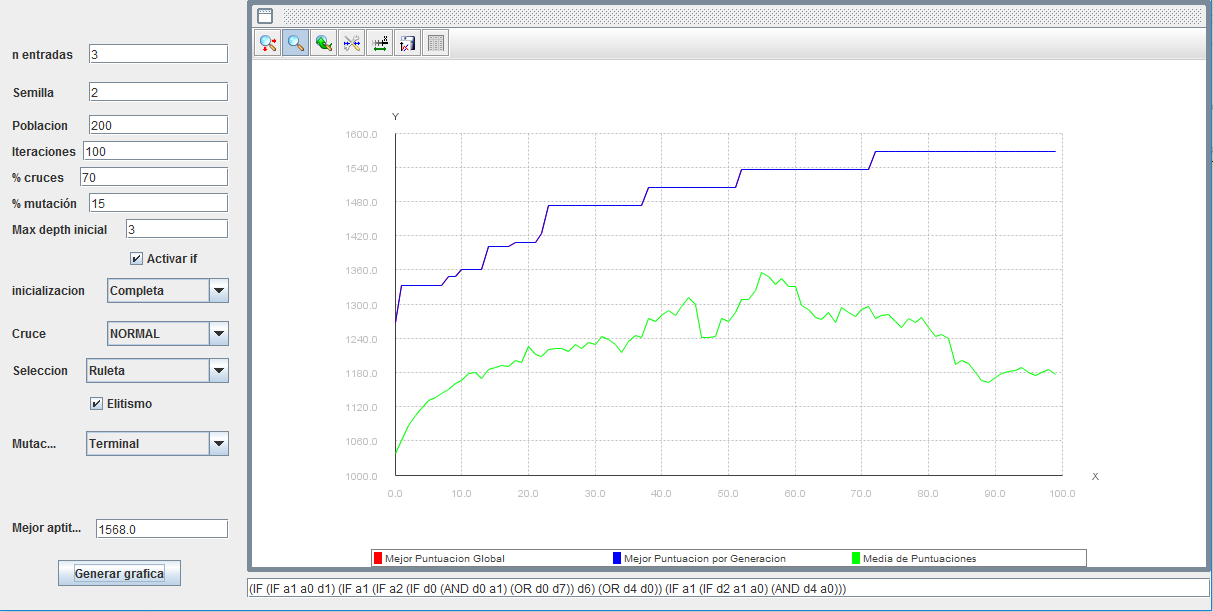 n entradas 3
Semilla 2
Poblacion 200
Iteraciones 100
% cruces 70
% mutación 15
Max depth inicial 3
Activar if
inicializacion Completa
Cruce NORMAL
Seleccion Ruleta
Elitismo
Mutac... Terminal
Mejor aptit... 1568.0
Generar grafica
Y
1600.0
1540.0
1480.0
1420.0
1360.0
1300.0
1240.0
1180.0
1120.0
1060.0
1000.0
0.0 10.0 20.0 30.0 40.0 50.0 60.0 70.0 80.0 90.0 100.0
X
Mejor Puntuacion Global Mejor Puntuacion por Generacion Media de Puntuaciones
(IF (IF a1 a0 d1) (IF a1 (IF a2 (IF d0 (AND d0 a1) (OR d0 d7)) d6) (OR d4 d0)) (IF a1 (IF d2 a1 a0) (AND d4 a0)))